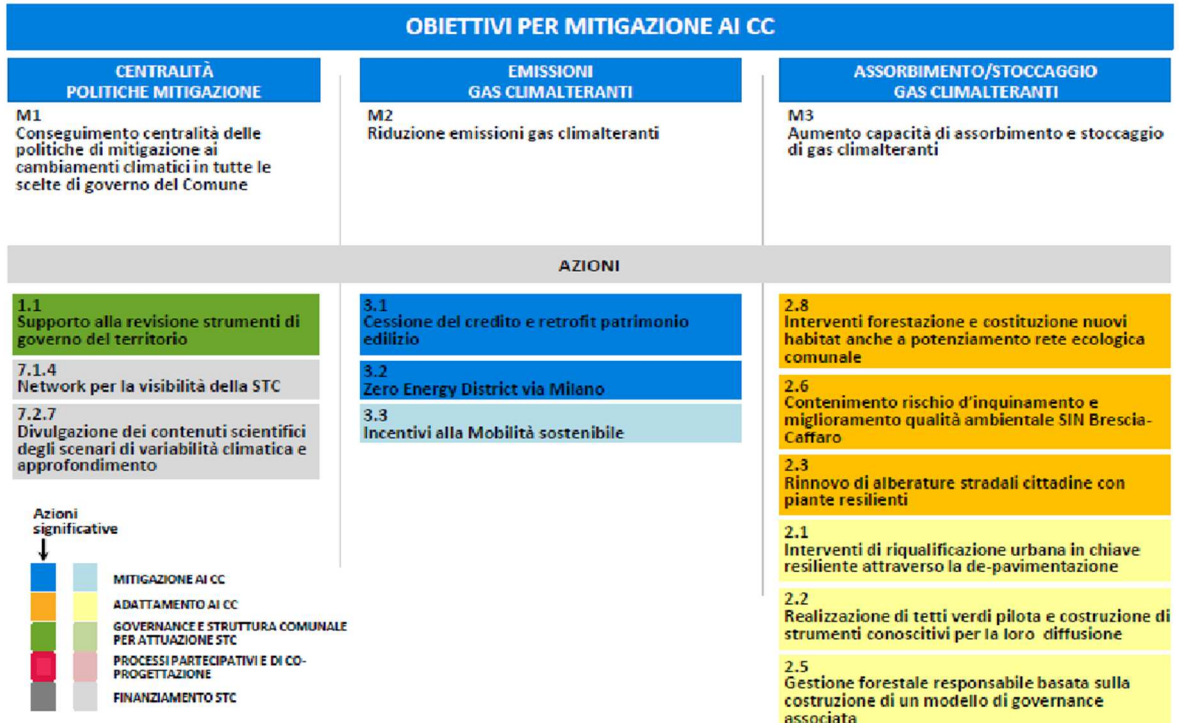 OBIETTIVI PER MITIGAZIONE AI CC
CENTRALITÀ
POLITICHE MITIGAZIONE
M1
Conseguimento centralità delle
politiche di mitigazione ai
cambiamenti climatici in tutte le
scelte di governo del Comune
EMISSIONI
GAS CLIMALTERANTI
M2
Riduzione emissioni gas climalteranti
ASSORBIMENTO/STOCCAGGIO
GAS CLIMALTERANTI
M3
Aumento capacità di assorbimento e stoccaggio
di gas climalteranti
AZIONI
1.1
Supporto alla revisione strumenti di
governo del territorio
7.1.4
Network per la visibilità della STC
7.2.7
Divulgazione dei contenuti scientifici
degli scenari di variabilità climatica e
approfondimento
3.1
Cessione del credito e retrofit patrimonio
edilizio
3.2
Zero Energy District via Milano
3.3
Incentivi alla Mobilità sostenibile
2.8
Interventi forestazione e costituzione nuovi
habitat anche a potenziamento rete ecologica
comunale
2.6
Contenimento rischio d'inquinamento e
miglioramento qualità ambientale SIN Brescia-
Caffaro
2.3
Rinnovo di alberature stradali cittadine con
piante resilienti
2.1
Interventi di riqualificazione urbana in chiave
resiliente attraverso la de-pavimentazione
2.2
Realizzazione di tetti verdi pilota e costruzione di
strumenti conoscitivi per la loro diffusione
2.5
Gestione forestale responsabile basata sulla
costruzione di un modello di governance
associata
Azioni
significative
MITIGAZIONE AI CC
ADATTAMENTO AI CC
GOVERNANCE E STRUTTURA COMUNALE
PER ATTUAZIONE STC
PROCESSI PARTECIPATIVI E DI CO-
PROGETTAZIONE
FINANZIAMENTO STC